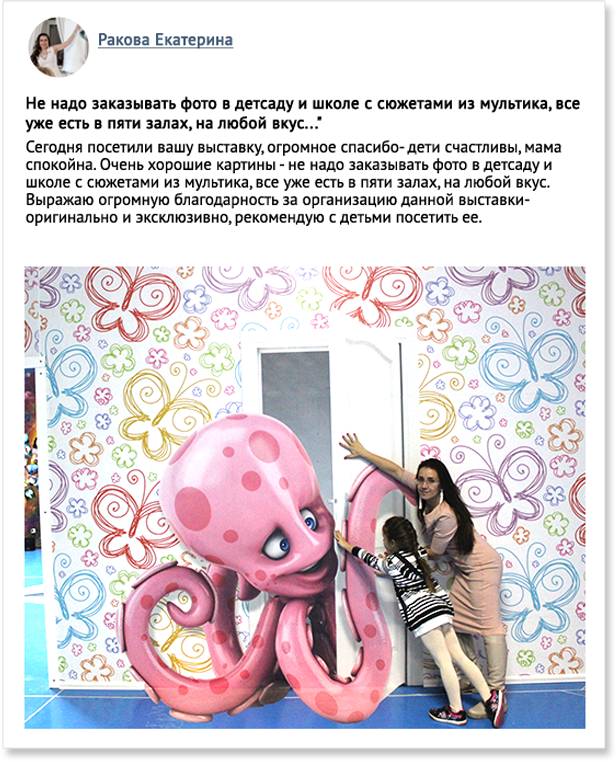 Ракова Екатерина
Не надо заказывать фото в детсаду и школе с сюжетами из мультика, все
уже есть в пяти залах, на любой вкус..."
Сегодня посетили вашу выставку, огромное спасибо- дети счастливы, мама
спокойна. Очень хорошие картины - не надо заказывать фото в детсаду и
школе с сюжетами из мультика, все уже есть в пяти залах, на любой вкус.
Выражаю огромную благодарность за организацию данной выставки-
оригинально и эксклюзивно, рекомендую с детьми посетить ее.